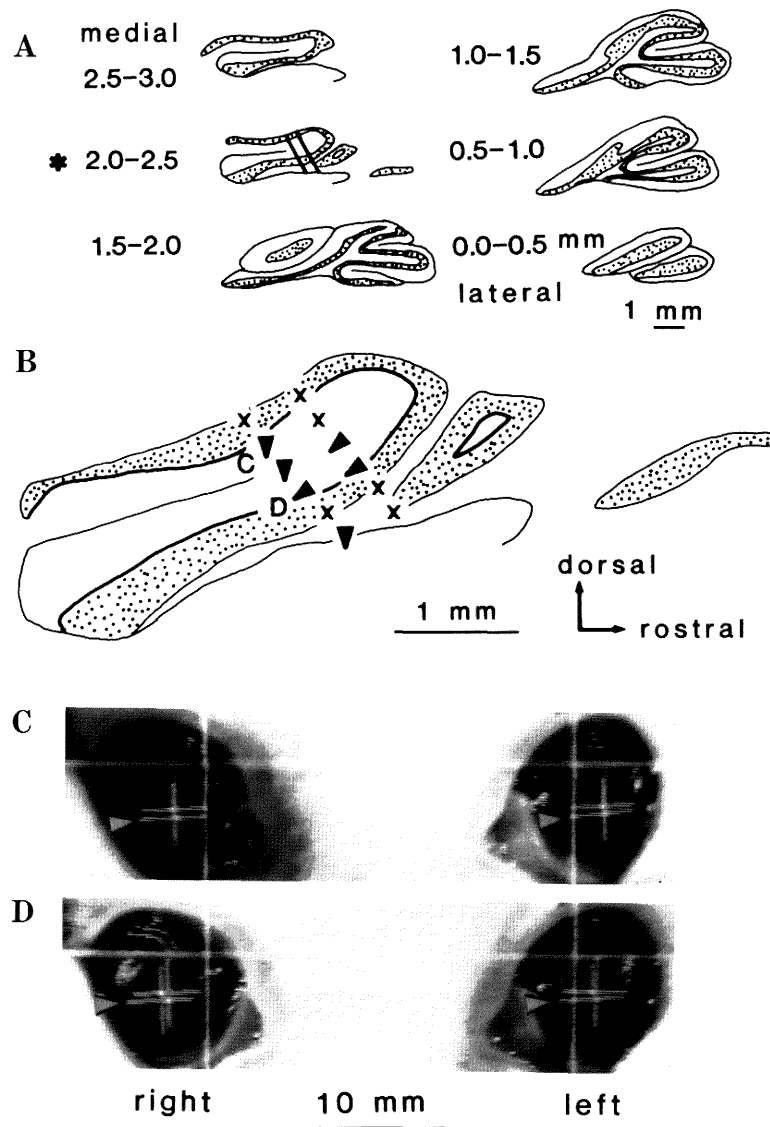 A
medial
2.5–3.0
1.0–1.5
* 2.0–2.5
0.5–1.0
1.5–2.0
0.0–0.5 mm
lateral
1 mm
B
x
x
x
C
D
x
x
x
1 mm
dorsal
rostral
C
D
right
10 mm
left